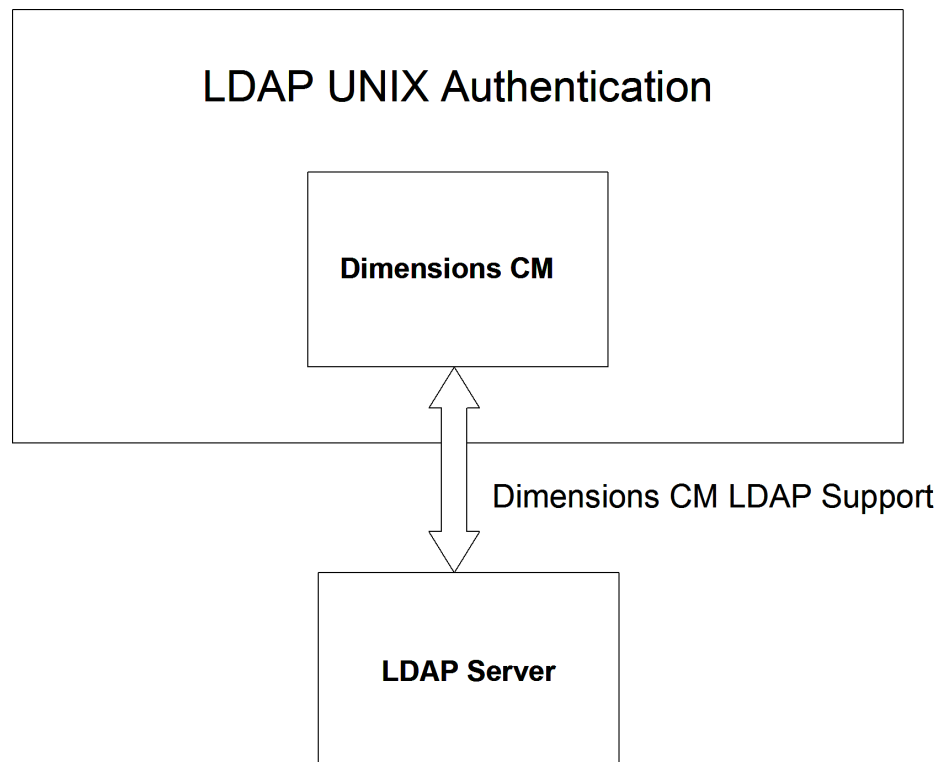 LDAP UNIX Authentication
Dimensions CM
Dimensions CM LDAP Support
LDAP Server